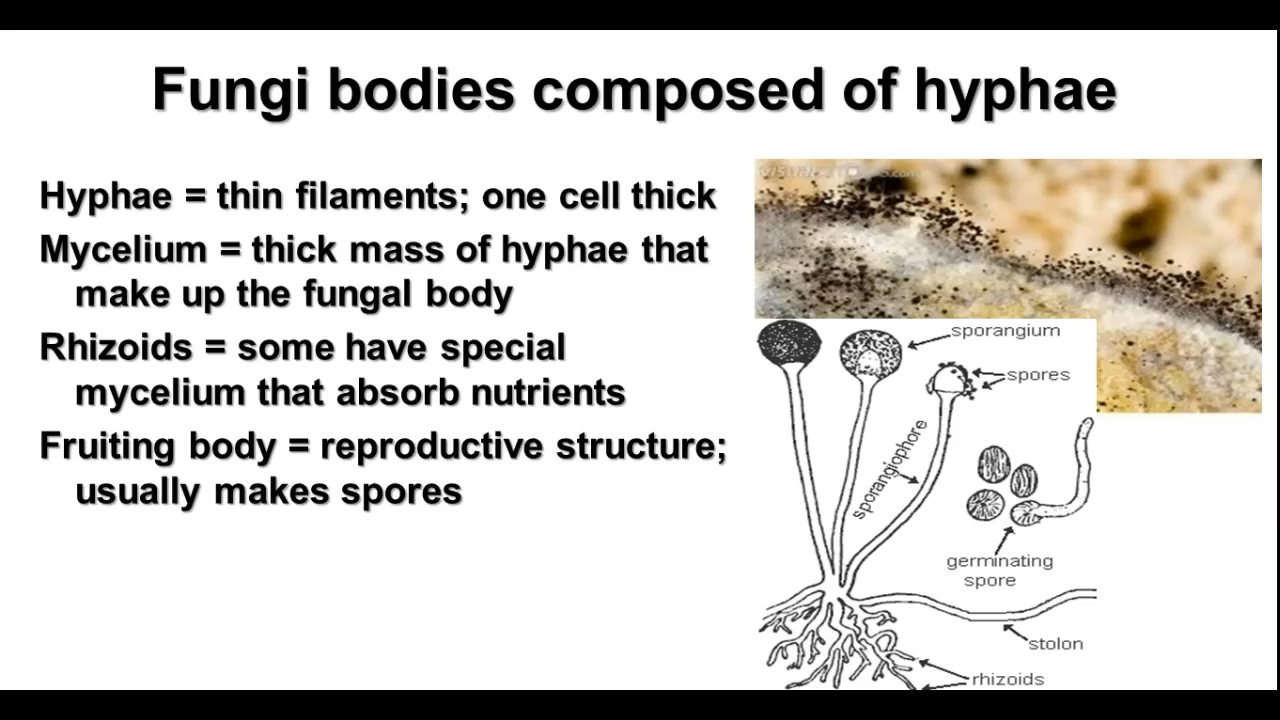 Fungi bodies composed of hyphae
Hyphae = thin filaments; one cell thick
Mycelium = thick mass of hyphae that
make up the fungal body
Rhizoids = some have special
mycelium that absorb nutrients
Fruiting body = reproductive structure;
usually makes spores
sporangium
spores
sporangiophore
germinating
spore
stolon
rhizoids